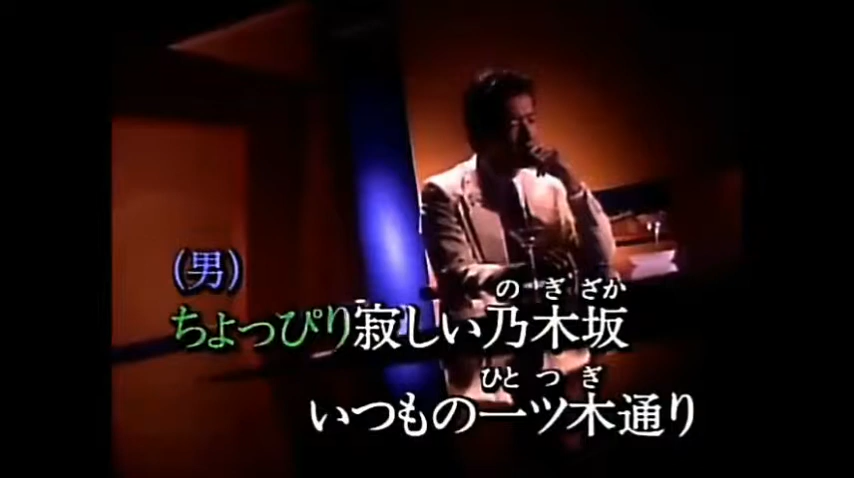 (男)
のぎざか
ちょっぴり寂しい乃木坂
ひとつぎ
いつもの一ツ木通り